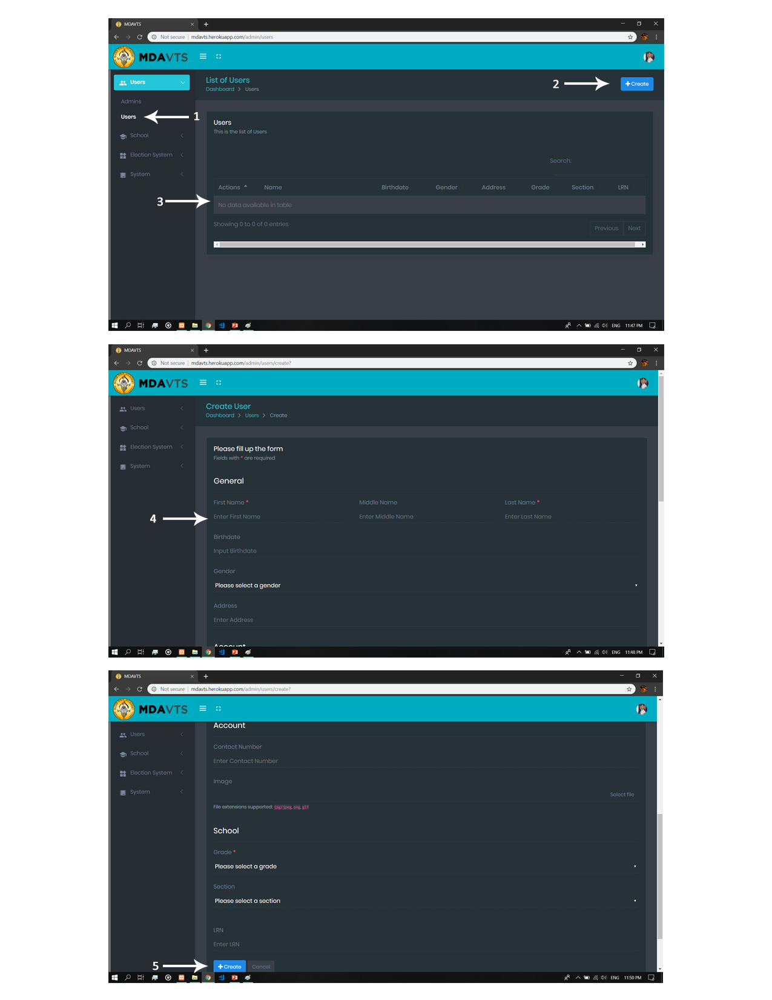 MDAVTS
Not secure | mdavts.herokuapp.com/admin/users
MDAVTS
Users
List of Users
Dashboard > Users
2
+ Create
Admins
Users
1
School
Election System
System
Users
This is the list of Users
Search:
Actions Name Birthdate Gender Address Grade Section LRN
3
No data available in table
Showing 0 to 0 of 0 entries
Previous Next
ENG 11:47 PM
MDAVTS
Not secure | mdavts.herokuapp.com/admin/users/create?
MDAVTS
Users
School
Election System
System
Create User
Dashboard > Users > Create
Please fill up the form
Fields with * are required
General
First Name * Middle Name Last Name *
4
Enter First Name Enter Middle Name Enter Last Name
Birthdate
Input Birthdate
Gender
Please select a gender
Address
Enter Address
Account
ENG 11:48 PM
MDAVTS
Not secure | mdavts.herokuapp.com/admin/users/create?
MDAVTS
Users
School
Election System
System
Account
Contact Number
Enter Contact Number
Image
Select file
File extensions supported: jpg/jpeg, png, gif
School
Grade *
Please select a grade
Section
Please select a section
LRN
Enter LRN
5
+ Create Cancel
ENG 11:50 PM